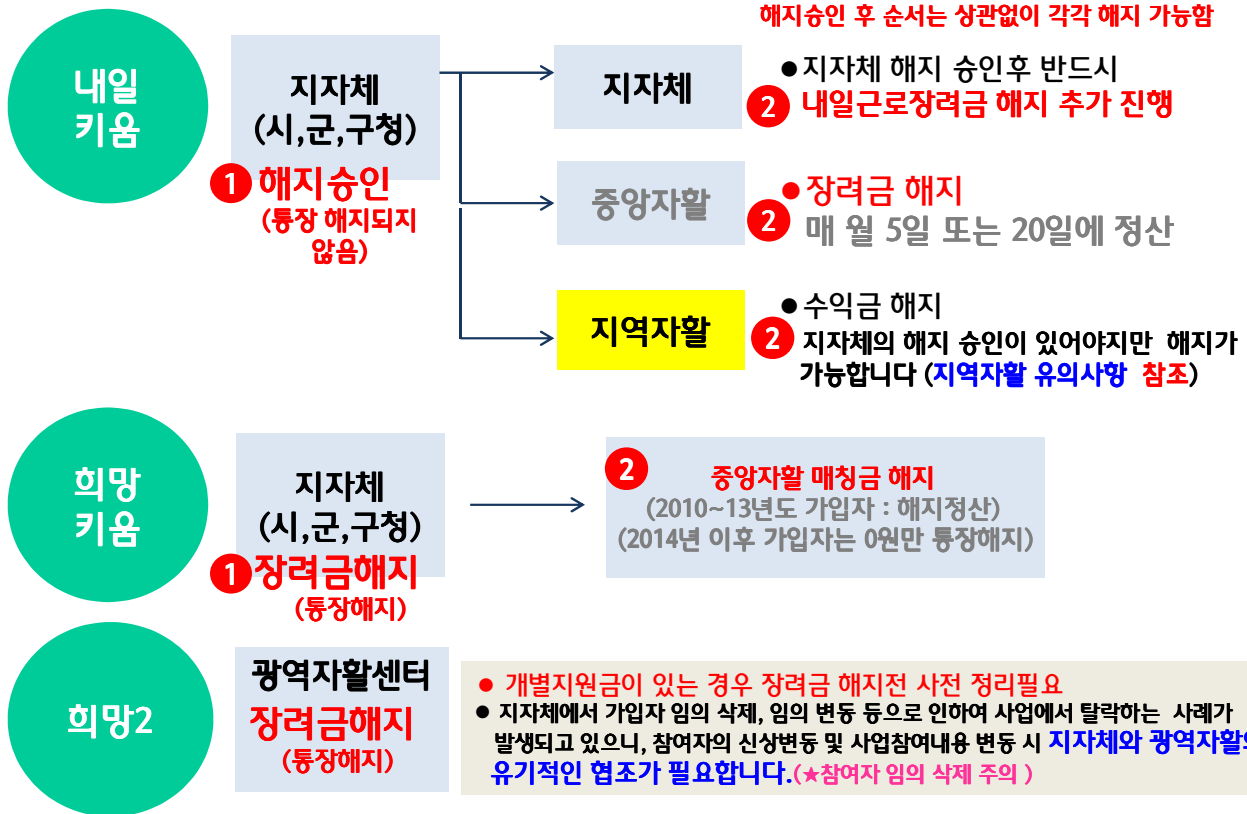 해지승인 후 순서는 상관없이 각각 해지 가능함
내일
키움
지자체
(시,군,구청)
1 해지승인
(통장 해지되지
않음)
지자체
●지자체 해지 승인후 반드시
2 내일근로장려금 해지 추가 진행
중앙자활
●장려금 해지
2 매 월 5일 또는 20일에 정산
지역자활
●수익금 해지
2 지자체의 해지 승인이 있어야지만 해지가
가능합니다 (지역자활 유의사항 참조)
희망
키움
지자체
(시,군,구청)
1 장려금해지
(통장해지)
2 중앙자활 매칭금 해지
(2010~13년도 가입자 : 해지정산)
(2014년 이후 가입자는 0원만 통장해지)
희망2
광역자활센터
장려금해지
(통장해지)
● 개별지원금이 있는 경우 장려금 해지전 사전 정리필요
● 지자체에서 가입자 임의 삭제, 임의 변동 등으로 인하여 사업에서 탈락하는 사례가
발생되고 있으니, 참여자의 신상변동 및 사업참여내용 변동 시 지자체와 광역자활의
유기적인 협조가 필요합니다.(★참여자 임의 삭제 주의 )